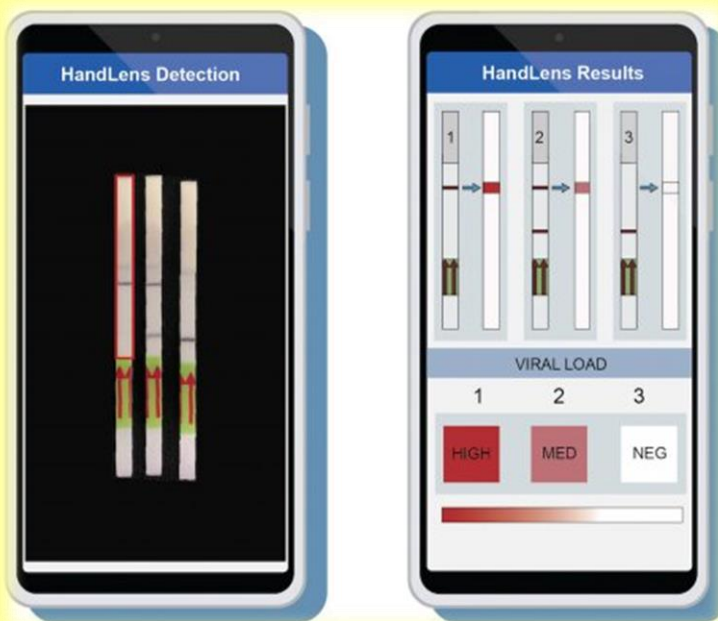 HandLens Detection
HandLens Results
1 2 3
VIRAL LOAD
1 2 3
HIGH MED NEG